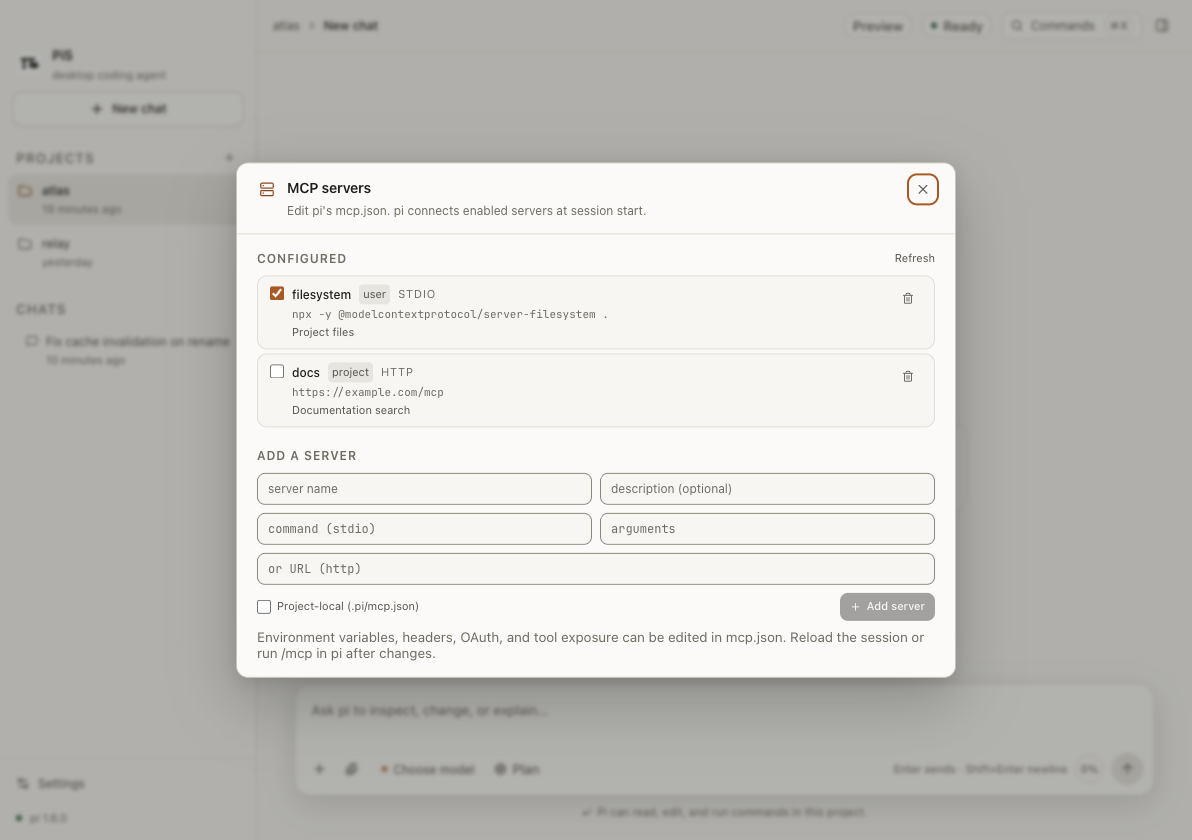 atlas > New chat
Preview
Ready
Commands ⌘K
Pi5
desktop coding agent
+ New chat
PROJECTS +
atlas
19 minutes ago
relay
yesterday
CHATS
Fix cache invalidation on rename
10 minutes ago
Settings
pi 1.6.0
MCP servers
Edit pi's mcp.json. pi connects enabled servers at session start.
CONFIGURED
Refresh
filesystem user STDIO
npx -y @modelcontextprotocol/server-filesystem .
Project files
docs project HTTP
https://example.com/mcp
Documentation search
ADD A SERVER
server name
description (optional)
command (stdio)
arguments
or URL (http)
Project-local (.pi/mcp.json)
+ Add server
Environment variables, headers, OAuth, and tool exposure can be edited in mcp.json. Reload the session or
run /mcp in pi after changes.
Ask pi to inspect, change, or explain...
Choose model
Plan
Enter sends · Shift+Enter newline
0%
Pi can read, edit, and run commands in this project.